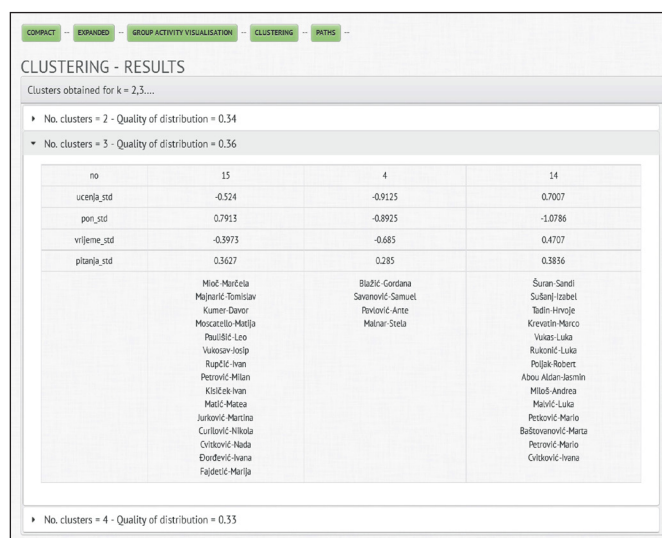 COMPACT -- EXPANDED -- GROUP ACTIVITY VISUALISATION -- CLUSTERING -- PATHS --
CLUSTERING - RESULTS
Clusters obtained for k = 2,3....
No. clusters = 2 - Quality of distribution = 0.34
No. clusters = 3 - Quality of distribution = 0.36
no 15 4 14
ucenja_std -0.524 -0.9125 0.7007
pon_std 0.7913 -0.8925 -1.0786
vrijeme_std -0.3973 -0.685 0.4707
pitanja_std 0.3627 0.285 0.3836
Mioč-Marčela Blažić-Gordana Šuran-Sandi
Majnarić-Tomislav Savanović-Samuel Sušanj-Izabel
Kumer-Davor Pavlović-Ante Tadin-Hrvoje
Moscatello-Matija Malnar-Stela Krevatin-Marco
Paulišić-Leo Vukas-Luka
Vukosav-Josip Rukonić-Luka
Rupčić-Ivan Poljak-Robert
Petrović-Milan Abou Aldan-Jasmin
Kisiček-Ivan Miloš-Andrea
Matić-Matea Malvić-Luka
Jurković-Martina Petković-Mario
Curilović-Nikola Baštovanović-Marta
Cvitković-Nada Petrović-Mario
Đorđević-Ivana Cvitković-Ivana
Fajdetić-Marija
No. clusters = 4 - Quality of distribution = 0.33